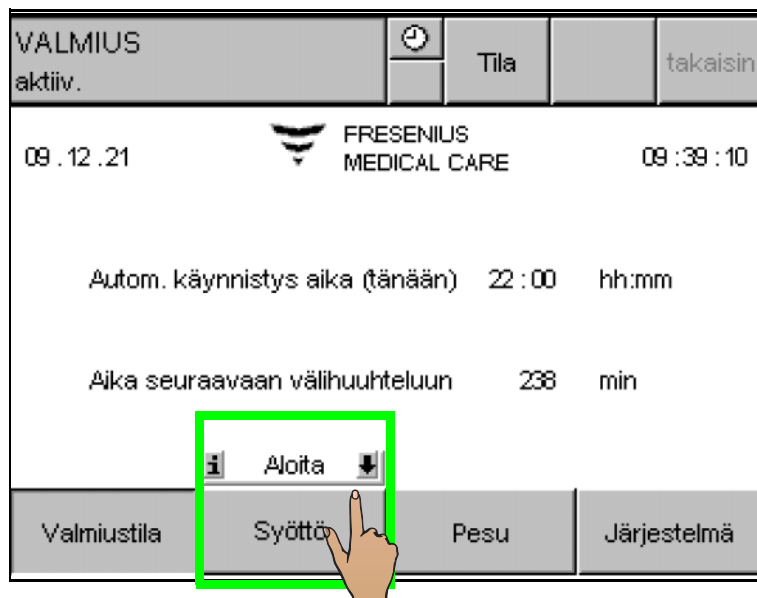 VALMIUS
aktiiv.
Tila
takaisin
09.12.21
FRESENIUS
MEDICAL CARE
09:39:10
Autom. käynnistys aika (tänään) 22:00 hh:mm
Aika seuraavaan välihuuhteluun 238 min
i Aloita
Valmiustila Syöttö Pesu Järjestelmä